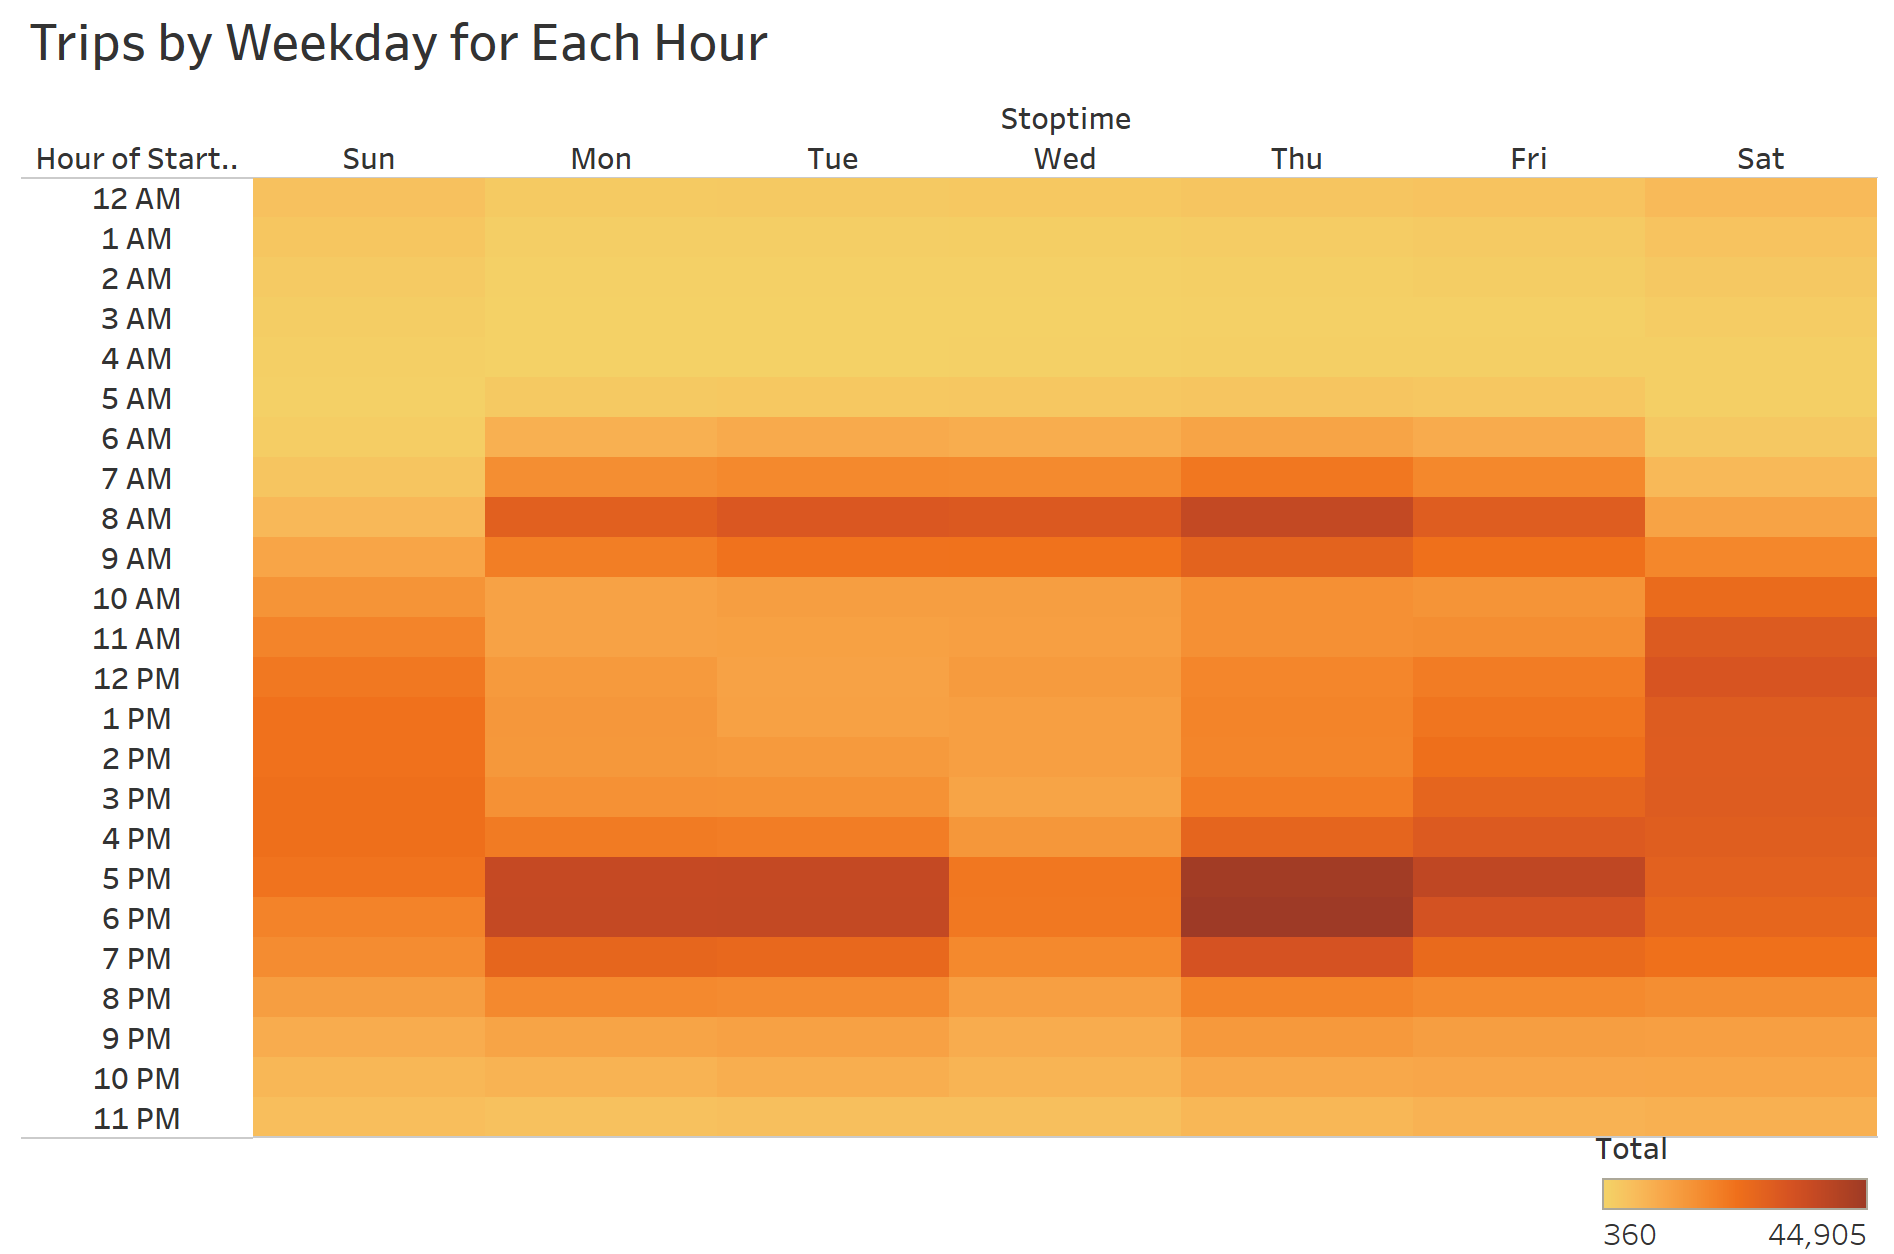 Trips by Weekday for Each Hour
Stoptime
Hour of Start.. Sun Mon Tue Wed Thu Fri Sat
12 AM
1 AM
2 AM
3 AM
4 AM
5 AM
6 AM
7 AM
8 AM
9 AM
10 AM
11 AM
12 PM
1 PM
2 PM
3 PM
4 PM
5 PM
6 PM
7 PM
8 PM
9 PM
10 PM
11 PM
Total
360 44,905